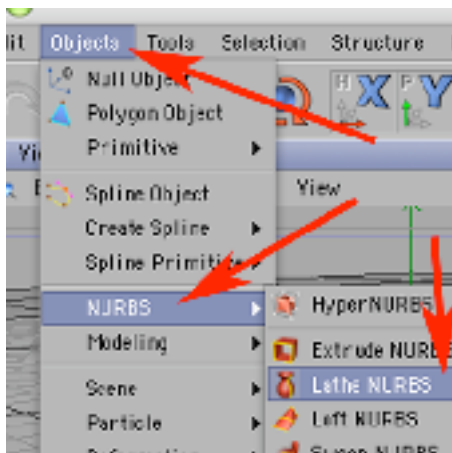 Objects Tools Selection Structure
H X P Y
Null Object
Polygon Object
Primitive
Spline Object
View
Create Spline
Spline Primitive
NURBS
HyperNURBS
Modeling
Extrude NURBS
Lathe NURBS
Scene
Loft NURBS
Particle